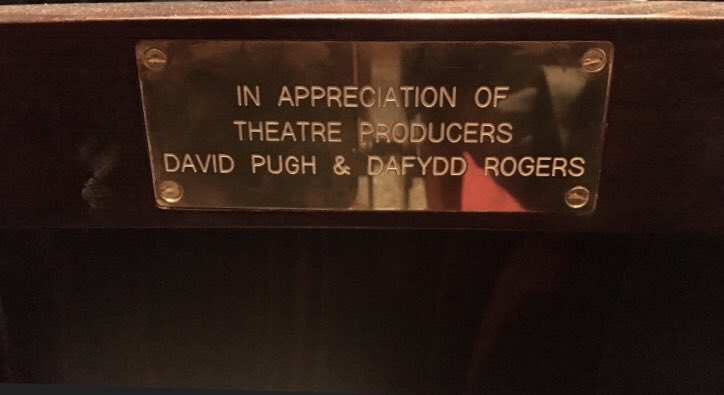 IN APPRECIATION OF
THEATRE PRODUCERS
DAVID PUGH & DAFYDD ROGERS